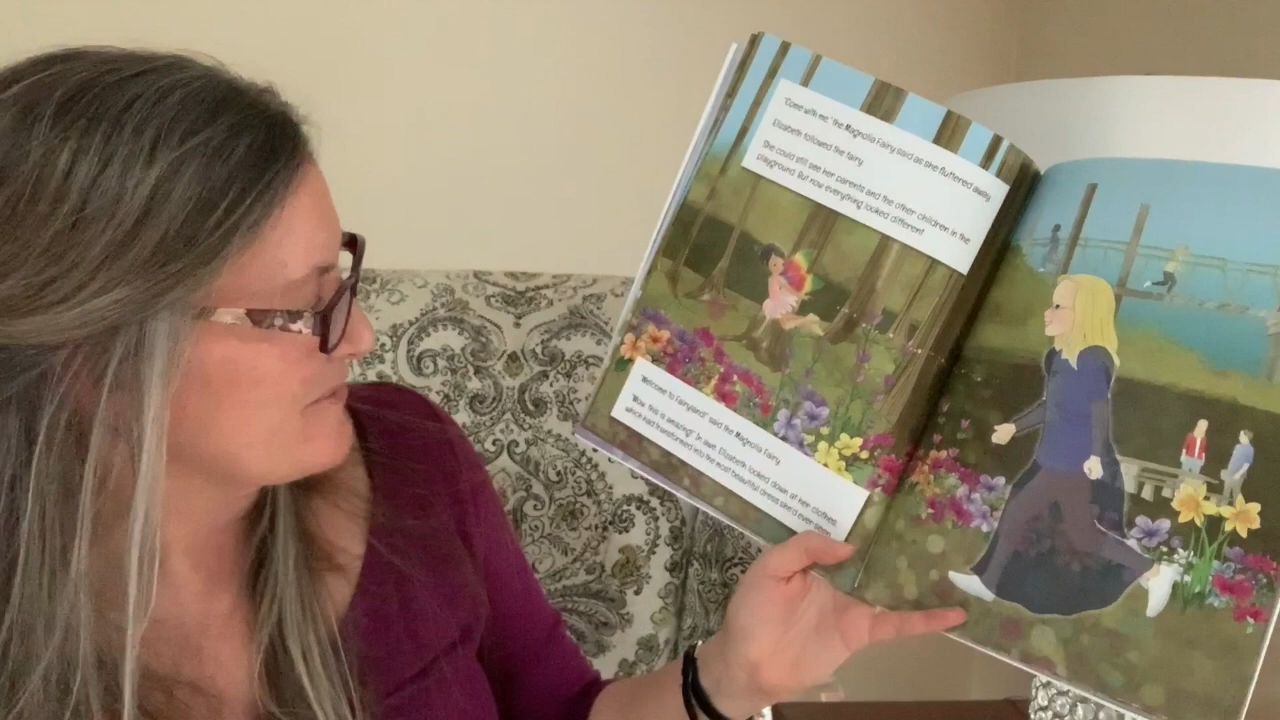 "Come with me," the Magnolia Fairy said as she fluttered away.
Elizabeth followed the fairy.
She could still see her parents and the other children in the
playground. But now everything looked different!
"Welcome to Fairyland!" said the Magnolia Fairy.
"Wow, this is amazing!" In awe, Elizabeth looked down at her clothes,
which had transformed into the most beautiful dress she'd ever seen.